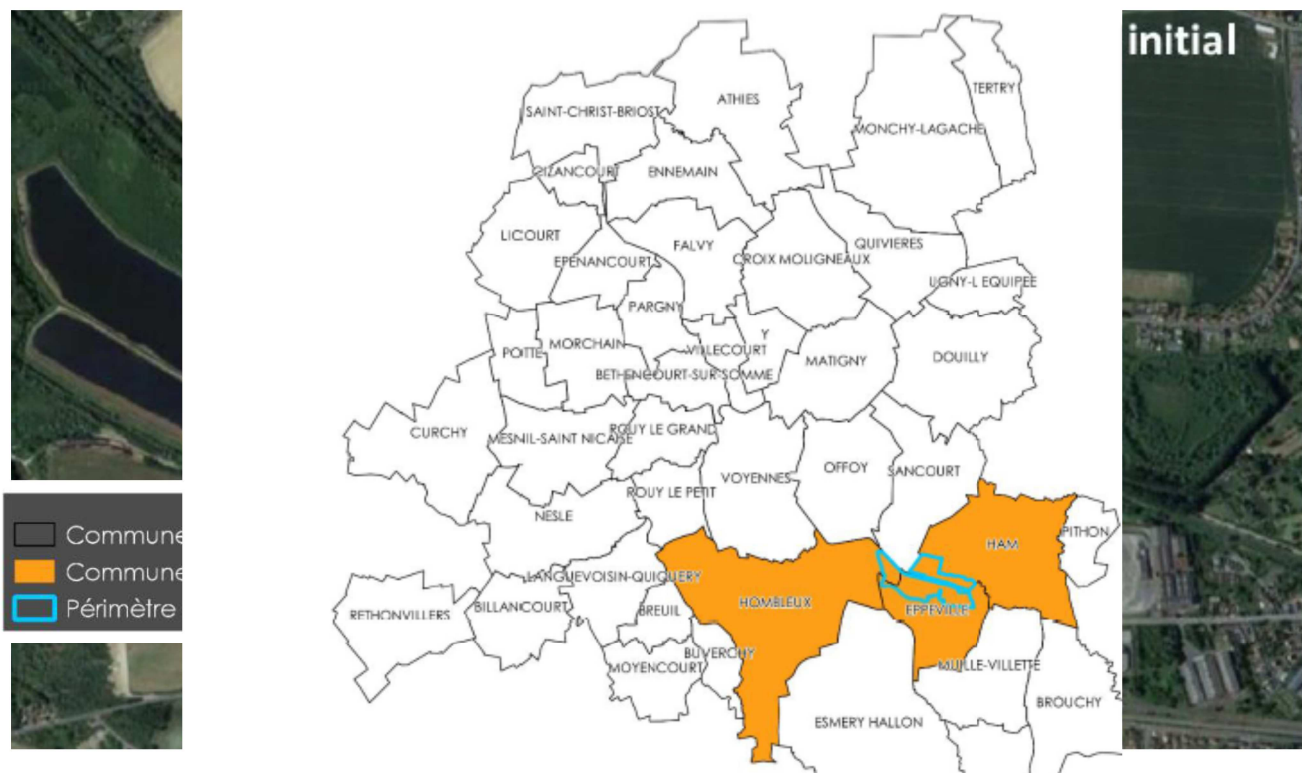 initial
TERTRY
ATHIES
SAINT-CHRIST-BRIOST
MONCHY-LAGACHE
CIZANCOURT
ENNEMAIN
LICOURT
FALVY
QUIVIERES
EPENANCOURT
CROIX MOLIGNEAUX
UGNY-L EQUIPEE
PARGNY
Y
MORCHAIN
VILLECOURT
POTTE
MATIGNY
DOUILLY
BETHENCOURT-SUR-SOMME
CURCHY
MESNIL-SAINT NICAISE
ROUY LE GRAND
VOYENNES
OFFOY
SANCOURT
ROUY LE PETIT
NESLE
PITHON
HAM
Commune
LANGUEVOISIN-QUIQUERY
Commune
HOMBLEUX
Périmètre
RETHONVILLERS
BILLANCOURT
BREUIL
EPPEVILLE
BUVERCHY
MOYENCOURT
MUILLE-VILLETTE
BROUCHY
ESMERY HALLON